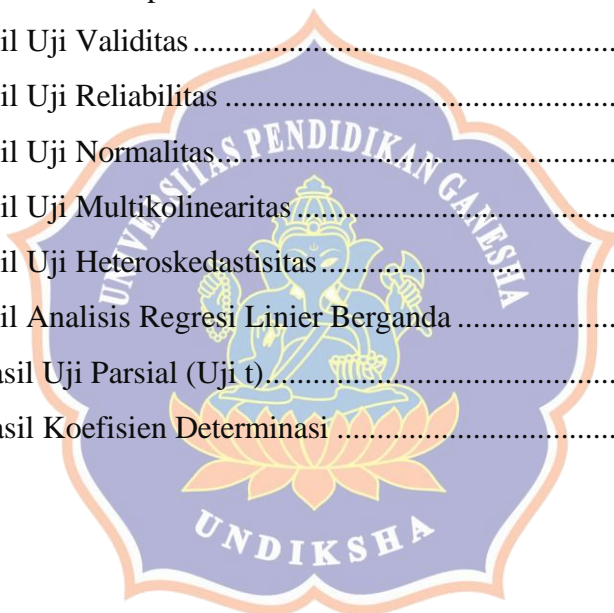 il Uji Validitas ........................................................
il Uji Reliabilitas ....................................................
il Uji Normalitas.....................................................
il Uji Multikolinearitas ..........................................
il Uji Heteroskedastisitas .......................................
il Analisis Regresi Linier Berganda .......................
asil Uji Parsial (Uji t)................................................
asil Koefisien Determinasi ......................................
UNIVERSITAS PENDIDIKAN GANESHA
UNDIKSHA